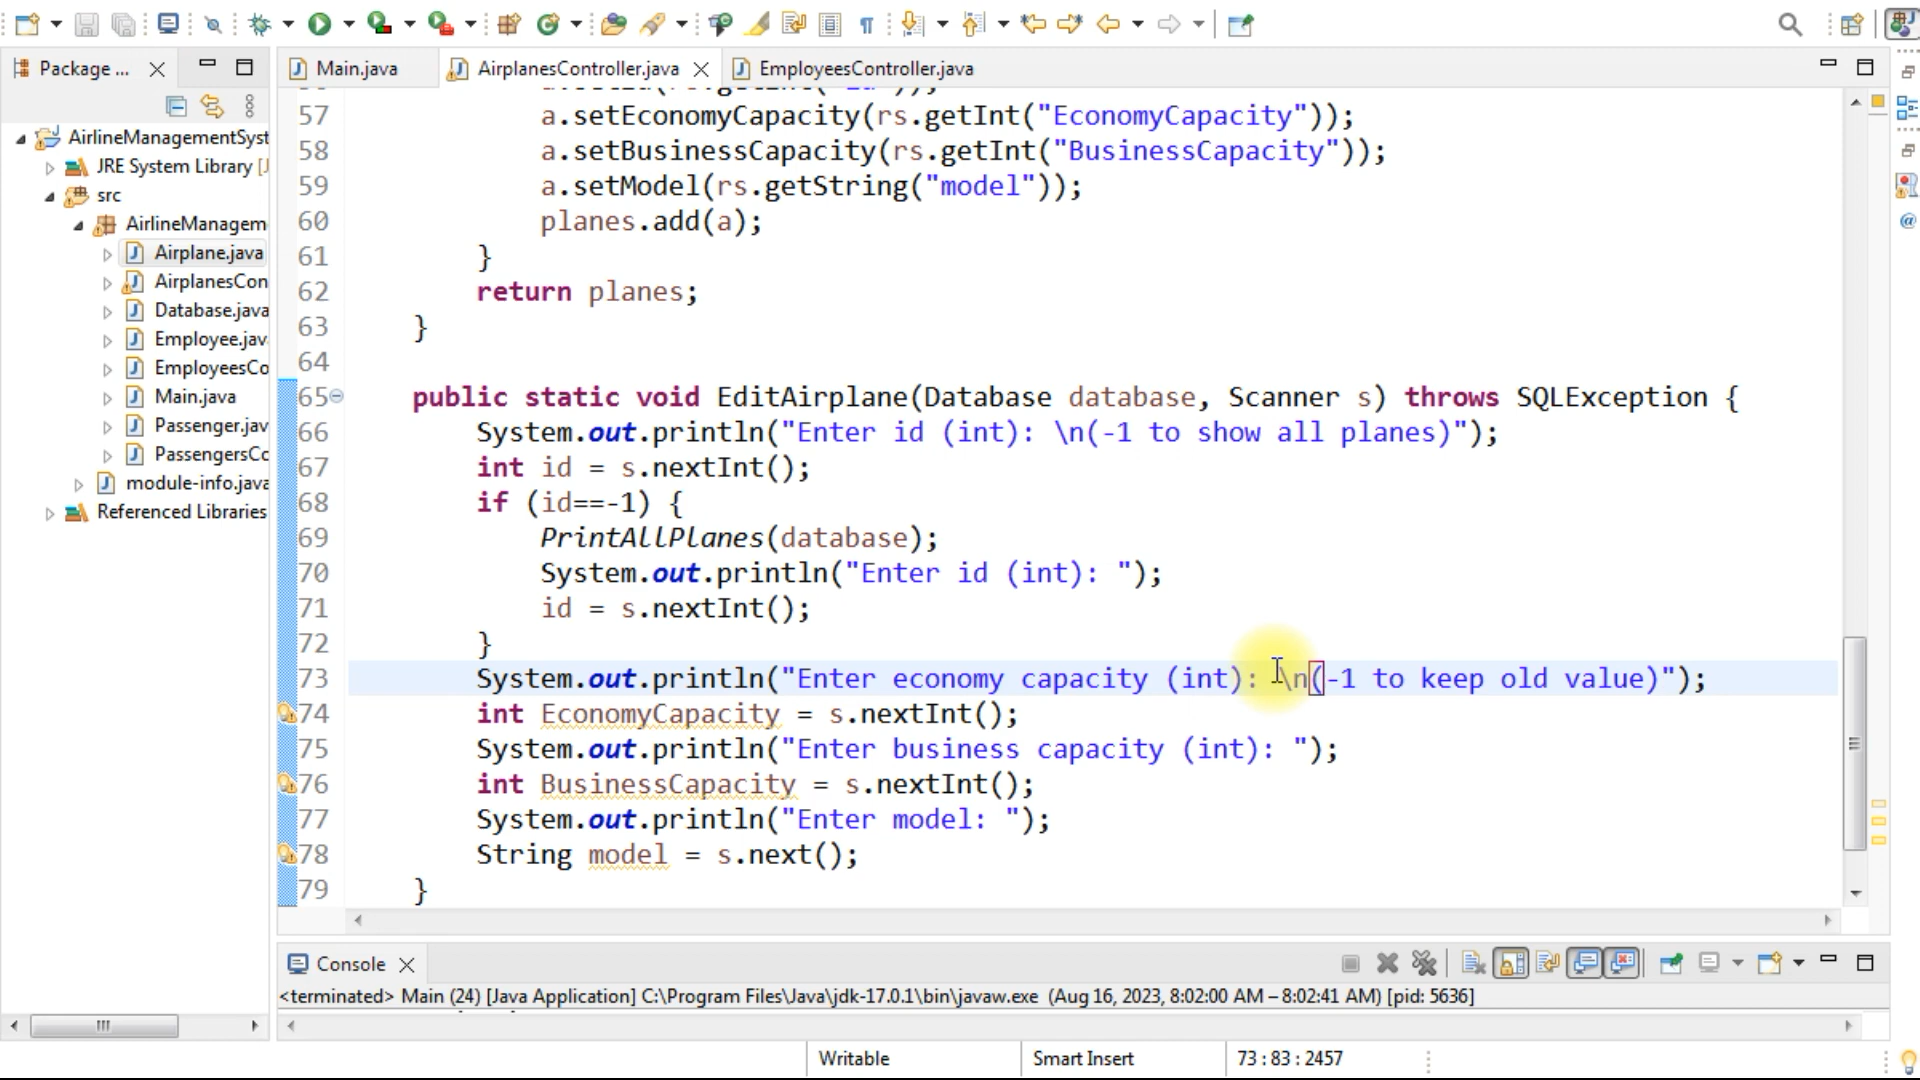 Package ...
Main.java
AirplanesController.java
EmployeesController.java
AirlineManagementSyst
JRE System Library [J
src
AirlineManagem
Airplane.java
AirplanesCon
Database.java
Employee.jav
EmployeesCo
Main.java
Passenger.jav
PassengersCo
module-info.java
Referenced Libraries
57 a.setEconomyCapacity(rs.getInt("EconomyCapacity"));
58 a.setBusinessCapacity(rs.getInt("BusinessCapacity"));
59 a.setModel(rs.getString("model"));
60 planes.add(a);
61 }
62 return planes;
63 }
64
65 public static void EditAirplane(Database database, Scanner s) throws SQLException {
66 System.out.println("Enter id (int): \n(-1 to show all planes)");
67 int id = s.nextInt();
68 if (id==-1) {
69 PrintAllPlanes(database);
70 System.out.println("Enter id (int): ");
71 id = s.nextInt();
72 }
73 System.out.println("Enter economy capacity (int): \n(-1 to keep old value)");
74 int EconomyCapacity = s.nextInt();
75 System.out.println("Enter business capacity (int): ");
76 int BusinessCapacity = s.nextInt();
77 System.out.println("Enter model: ");
78 String model = s.next();
79 }
Console
<terminated> Main (24) [Java Application] C:\Program Files\Java\jdk-17.0.1\bin\javaw.exe (Aug 16, 2023, 8:02:00 AM – 8:02:41 AM) [pid: 5636]
Writable
Smart Insert
73 : 83 : 2457